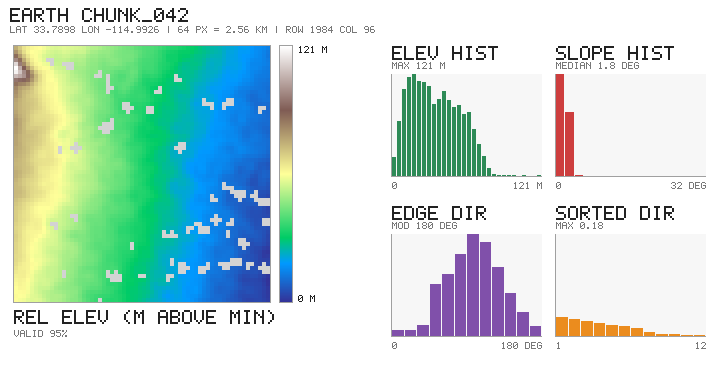 EARTH CHUNK_042
LAT 33.7898 LON -114.9926 | 64 PX = 2.56 KM | ROW 1984 COL 96
121 M
0 M
REL ELEV (M ABOVE MIN)
VALID 95%
ELEV HIST
MAX 121 M
0 121 M
SLOPE HIST
MEDIAN 1.8 DEG
0 32 DEG
EDGE DIR
MOD 180 DEG
0 180 DEG
SORTED DIR
MAX 0.18
1 12